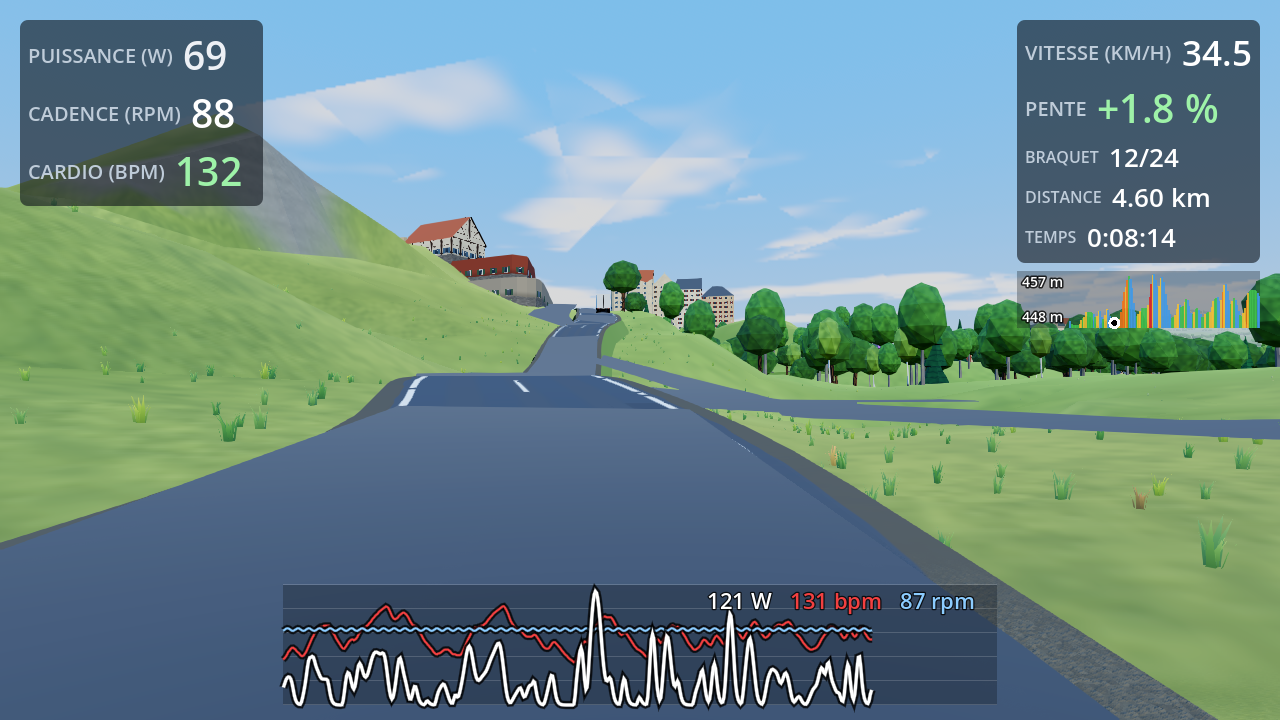 PUISSANCE (W) 69
CADENCE (RPM) 88
CARDIO (BPM) 132
VITESSE (KM/H) 34.5
PENTE +1.8 %
BRAQUET 12/24
DISTANCE 4.60 km
TEMPS 0:08:14
457 m
448 m
121 W 131 bpm 87 rpm